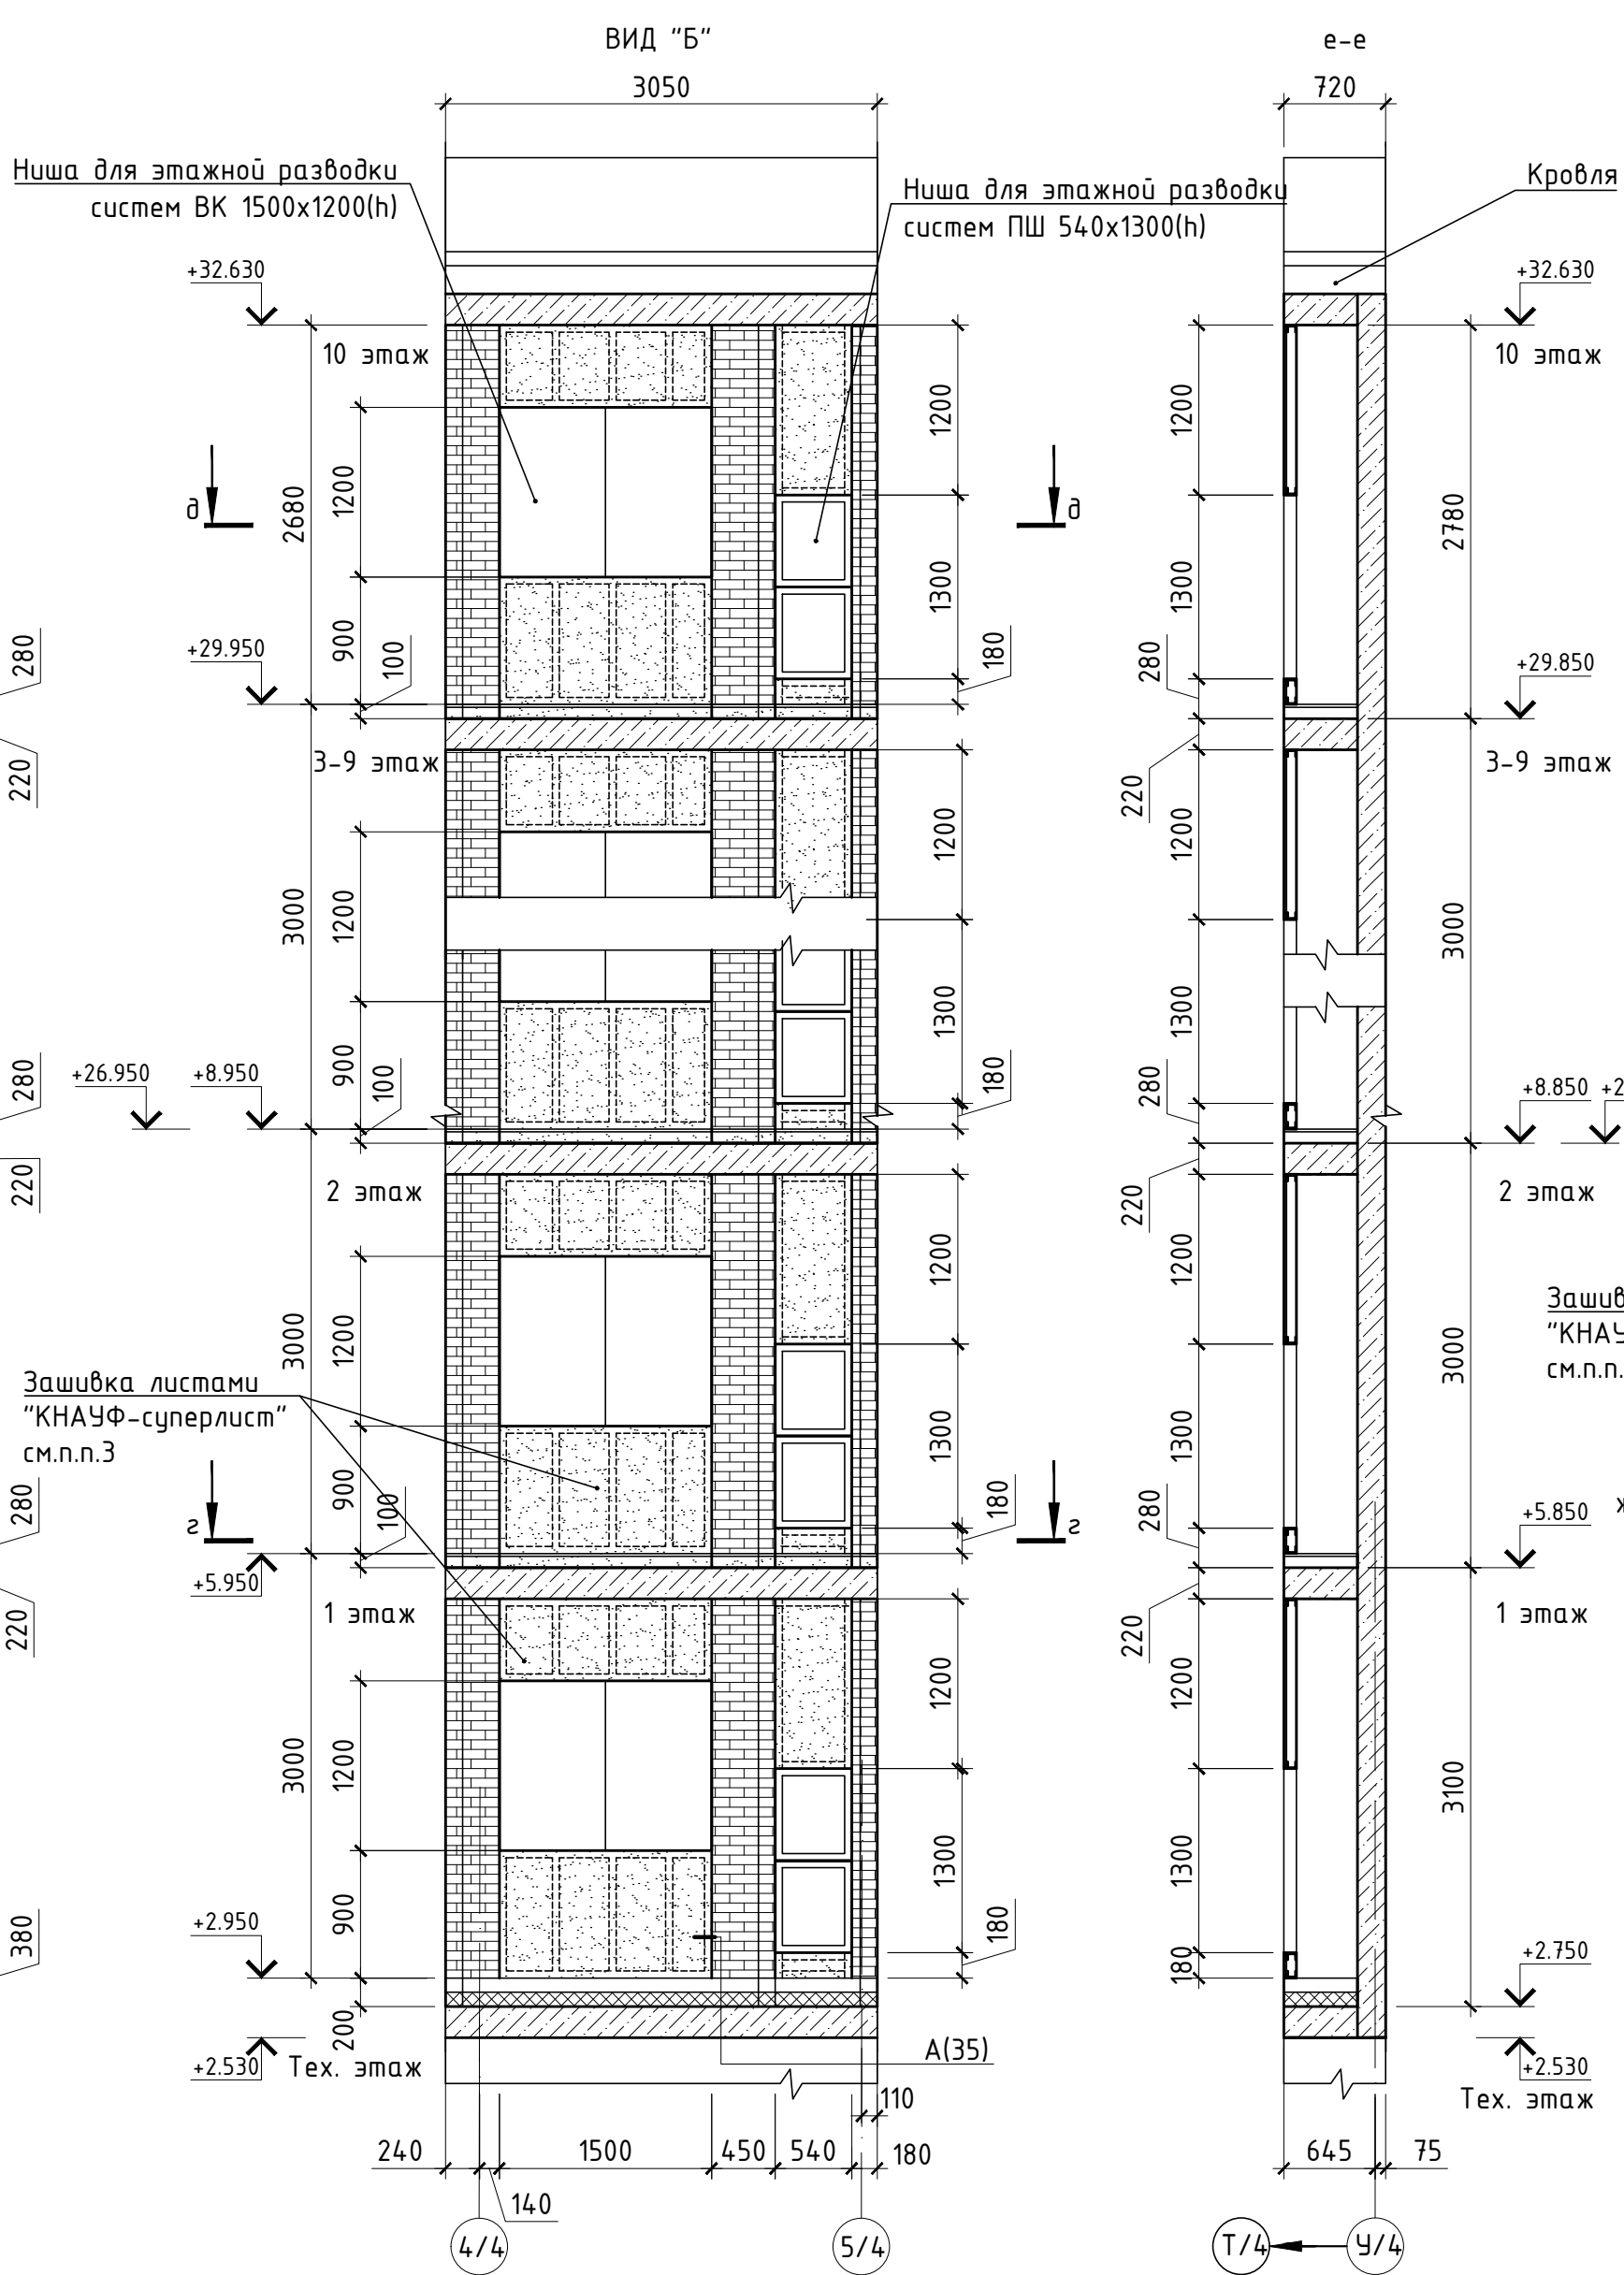 ВИД "Б"
е-е
3050
720
Ниша для этажной разводки
систем ВК 1500х1200(h)
Ниша для этажной разводки
систем ПШ 540х1300(h)
Кровля
+32.630
+32.630
10 этаж
10 этаж
1200
1200
1200
2680
2780
д
д
1300
1300
900
100
180
280
280
+29.950
+29.850
220
220
3-9 этаж
3-9 этаж
1200
1200
3000
1200
3000
1300
1300
900
100
180
280
280
+26.950
+8.950
+8.850
+2
220
220
2 этаж
2 этаж
1200
1200
3000
1200
3000
Зашив
"КНАУ
см.п.п.
Зашивка листами
"КНАУФ-суперлист"
см.п.п.3
1300
1300
900
100
180
280
280
г
г
+5.950
+5.850
ж
220
220
1 этаж
1 этаж
1200
1200
3000
1200
3100
1300
1300
900
180
180
380
+2.950
+2.750
200
+2.530
Тех. этаж
А(35)
+2.530
Тех. этаж
110
240
1500
450
540
180
645
75
140
4/4
5/4
Т/4
У/4